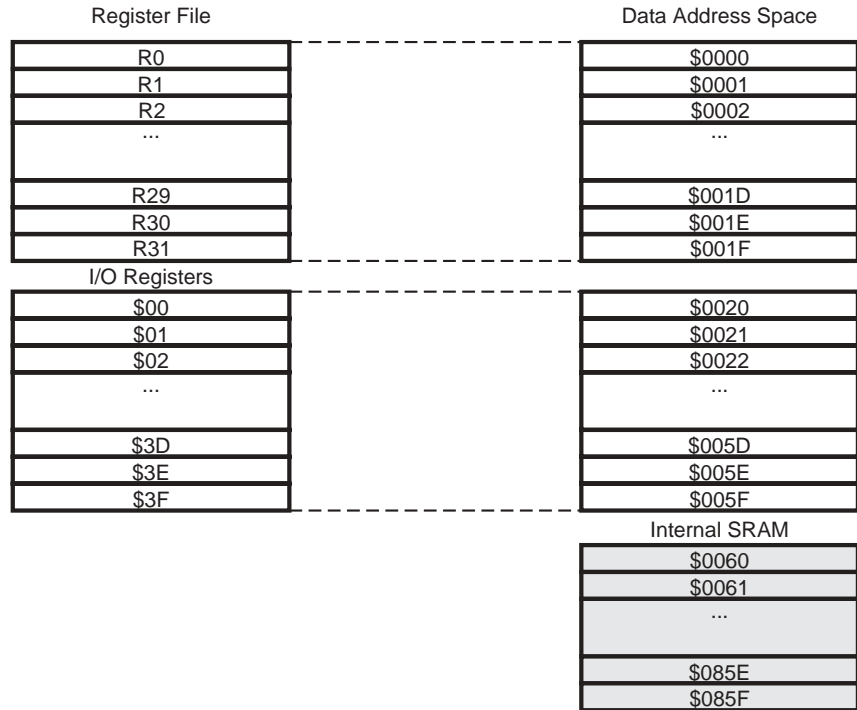 Register File
Data Address Space
R0
$0000
R1
$0001
R2
$0002
...
...
R29
$001D
R30
$001E
R31
$001F
I/O Registers
$00
$0020
$01
$0021
$02
$0022
...
...
$3D
$005D
$3E
$005E
$3F
$005F
Internal SRAM
$0060
$0061
...
$085E
$085F